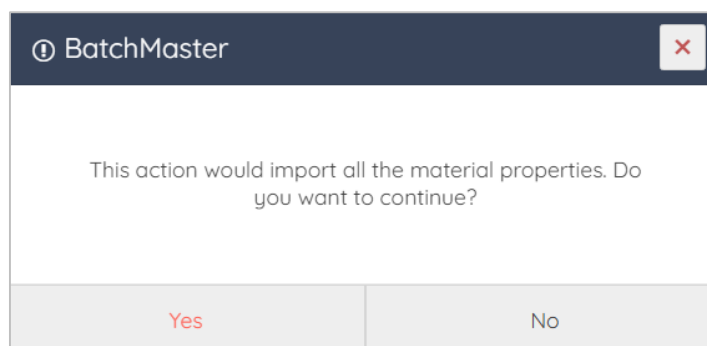 BatchMaster
This action would import all the material properties. Do
you want to continue?
Yes
No